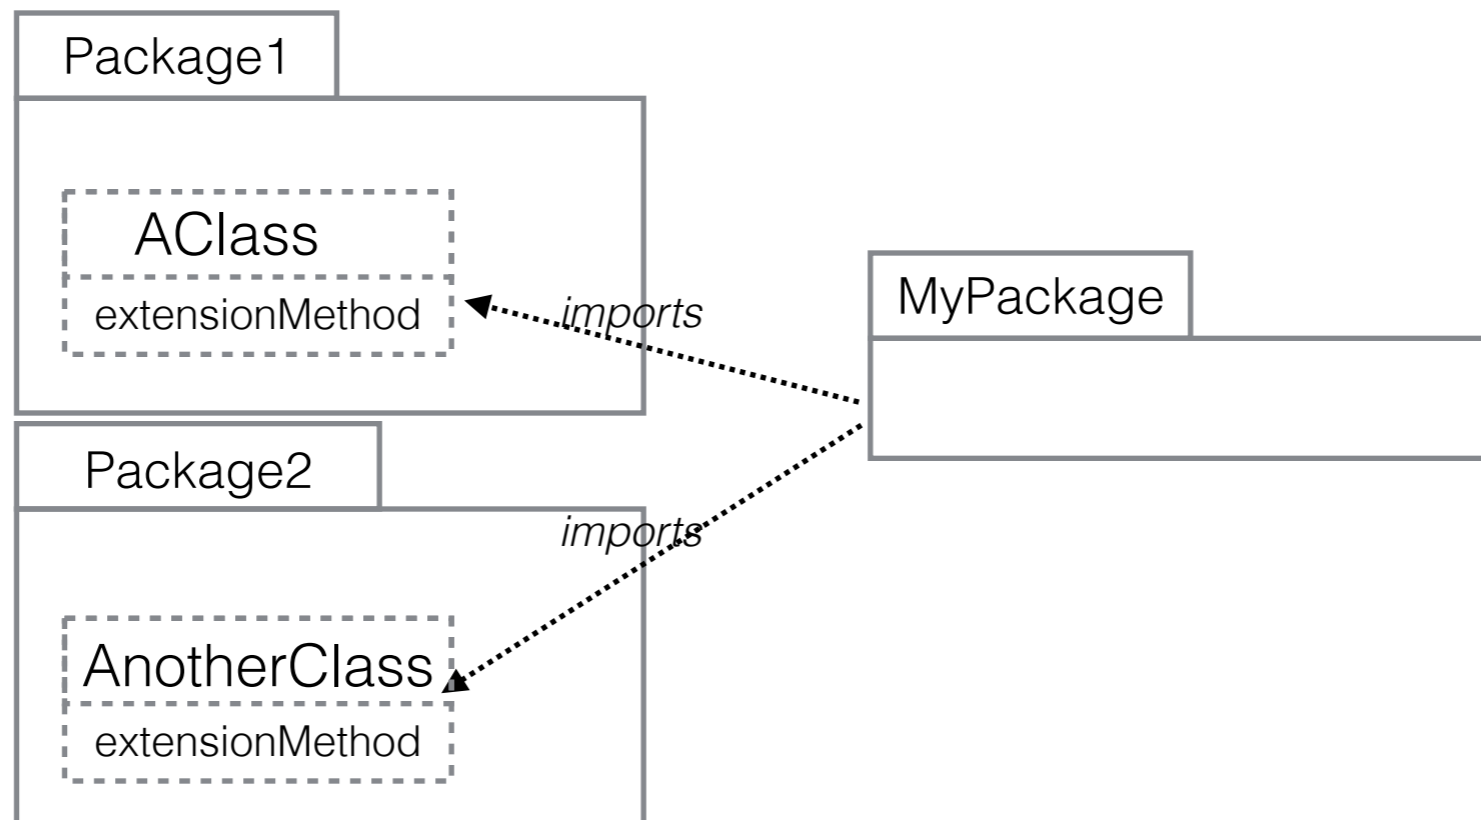 Package1
AClass
extensionMethod
imports
MyPackage
Package2
imports
AnotherClass
extensionMethod